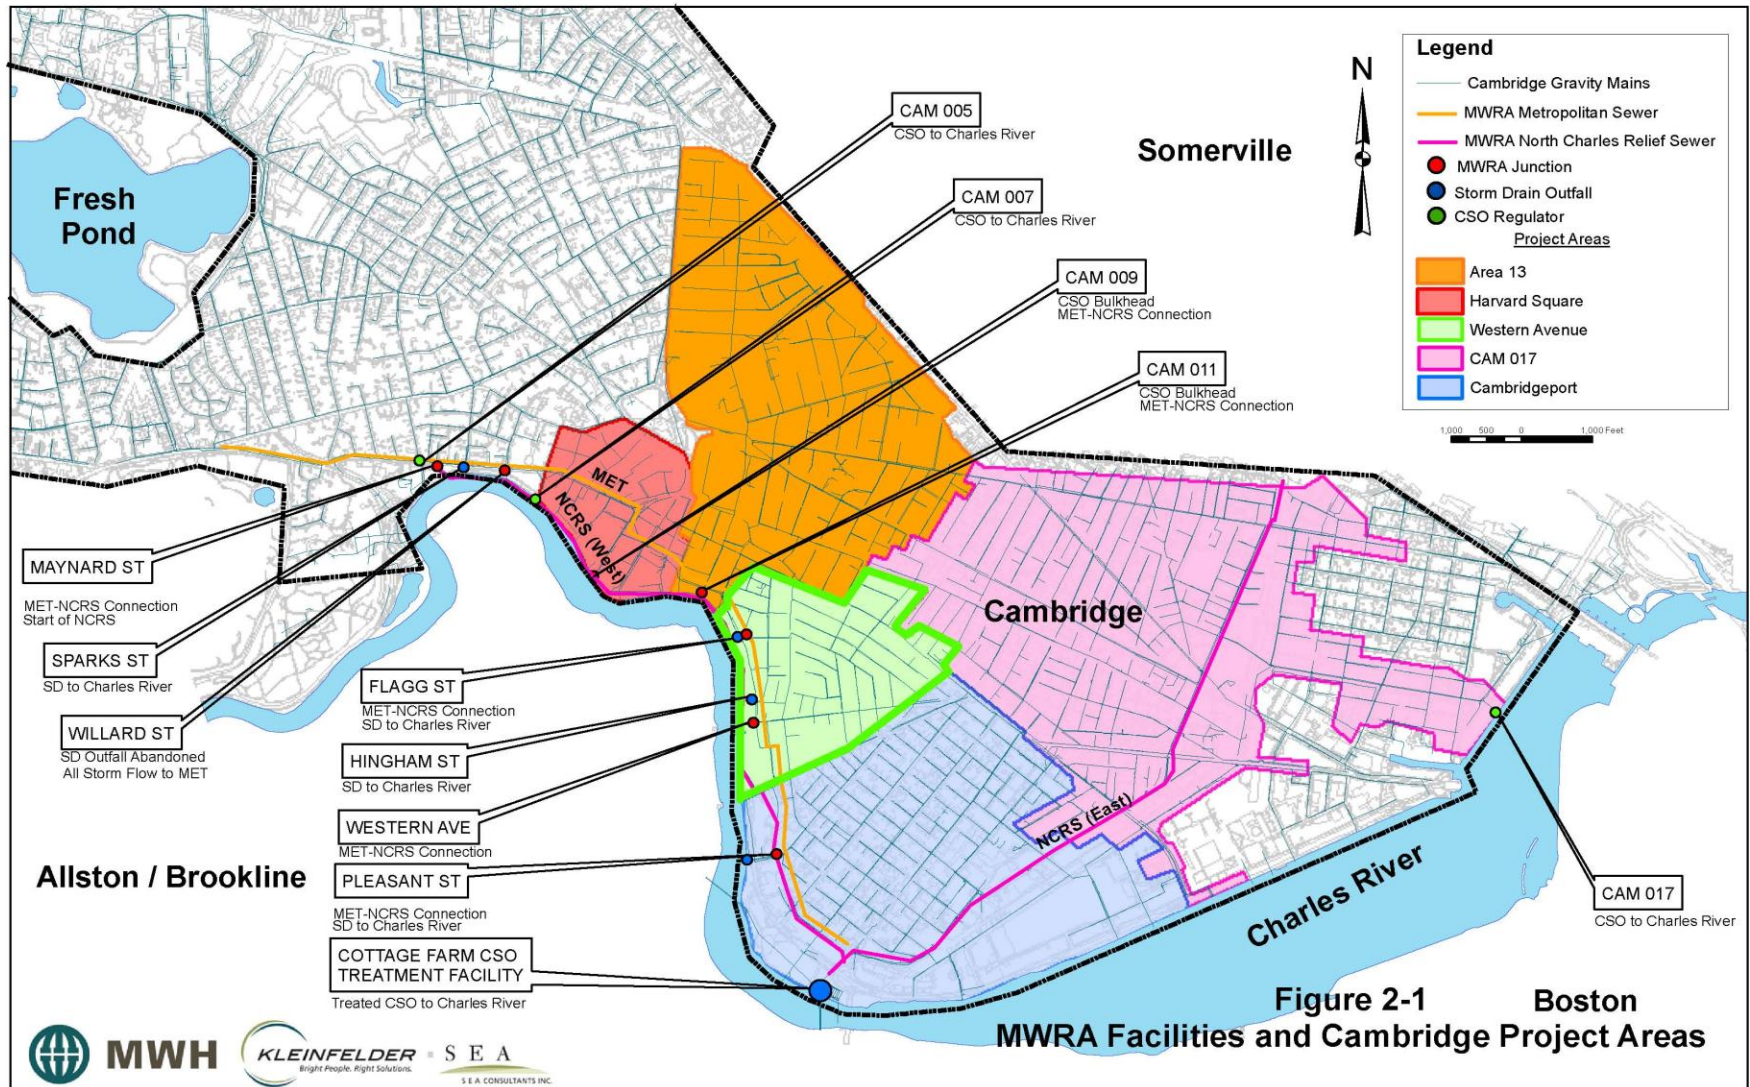 CAM 005
CSO to Charles River
Somerville
N
Legend
Cambridge Gravity Mains
MWRA Metropolitan Sewer
MWRA North Charles Relief Sewer
MWRA Junction
Storm Drain Outfall
CSO Regulator
Project Areas
Area 13
Harvard Square
Western Avenue
CAM 017
Cambridgeport
1,000 500 0 1,000 Feet
Fresh
Pond
CAM 007
CSO to Charles River
CAM 009
CSO Bulkhead
MET-NCRS Connection
CAM 011
CSO Bulkhead
MET-NCRS Connection
MET
NCRS (West)
MAYNARD ST
MET-NCRS Connection
Start of NCRS
SPARKS ST
SD to Charles River
WILLARD ST
SD Outfall Abandoned
All Storm Flow to MET
Cambridge
FLAGG ST
MET-NCRS Connection
SD to Charles River
HINGHAM ST
SD to Charles River
WESTERN AVE
MET-NCRS Connection
NCRS (East)
Allston / Brookline
PLEASANT ST
MET-NCRS Connection
SD to Charles River
COTTAGE FARM CSO
TREATMENT FACILITY
Treated CSO to Charles River
CAM 017
CSO to Charles River
Charles River
Figure 2-1
Boston
MWRA Facilities and Cambridge Project Areas
MWH
KLEINFELDER
Bright People. Right Solutions.
SEA
SEA CONSULTANTS INC.